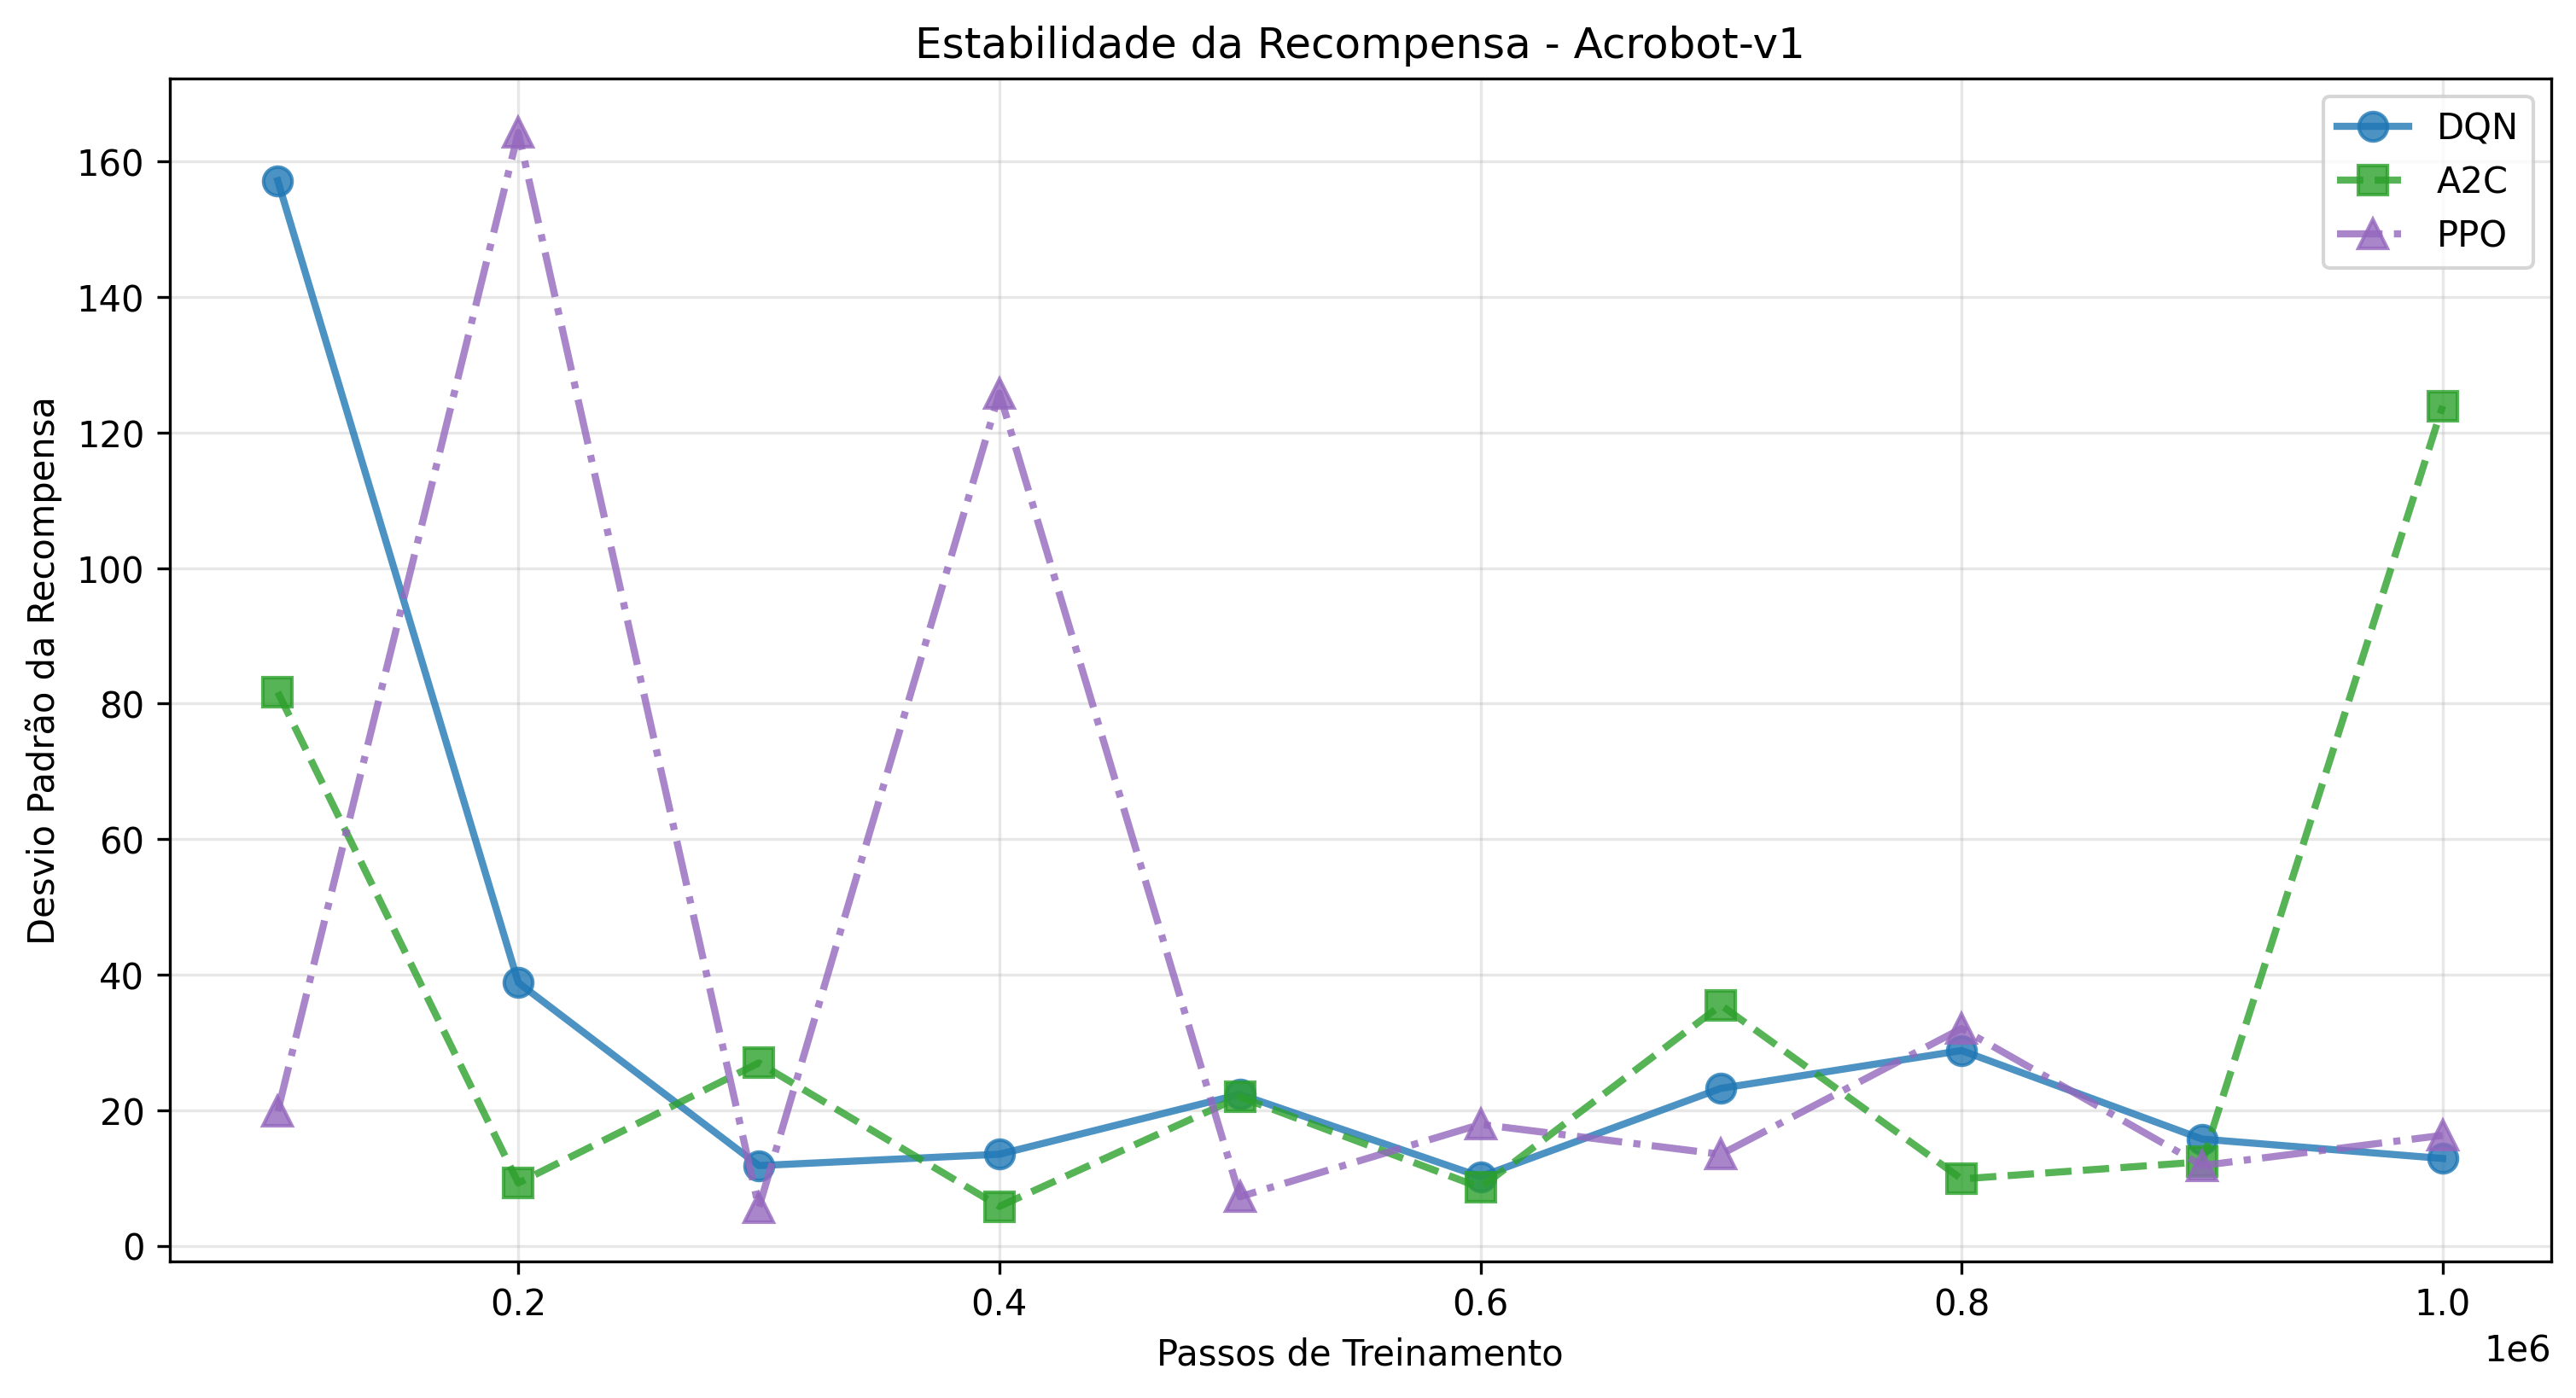 Estabilidade da Recompensa - Acrobot-v1
DQN
A2C
PPO
Desvio Padrão da Recompensa
160
140
120
100
80
60
40
20
0
0.2
0.4
0.6
0.8
1.0
1e6
Passos de Treinamento